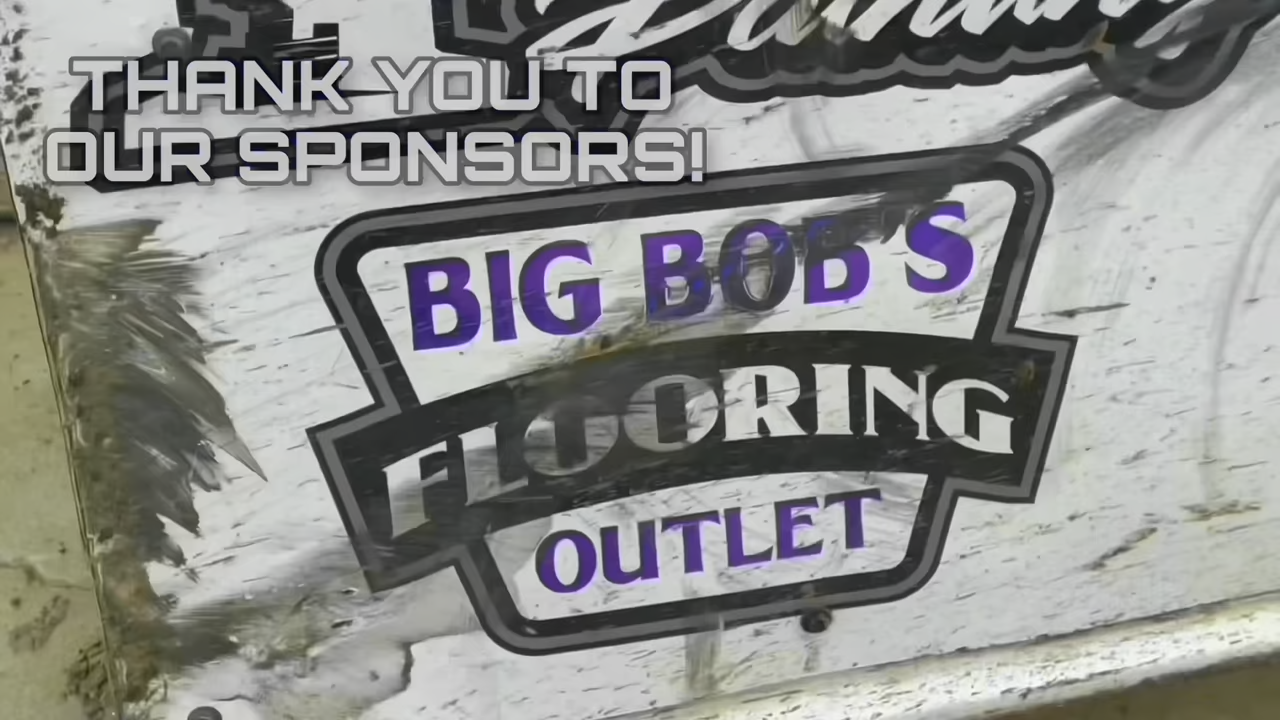 THANK YOU TO
OUR SPONSORS!
BIG BOB'S
FLOORING
OUTLET